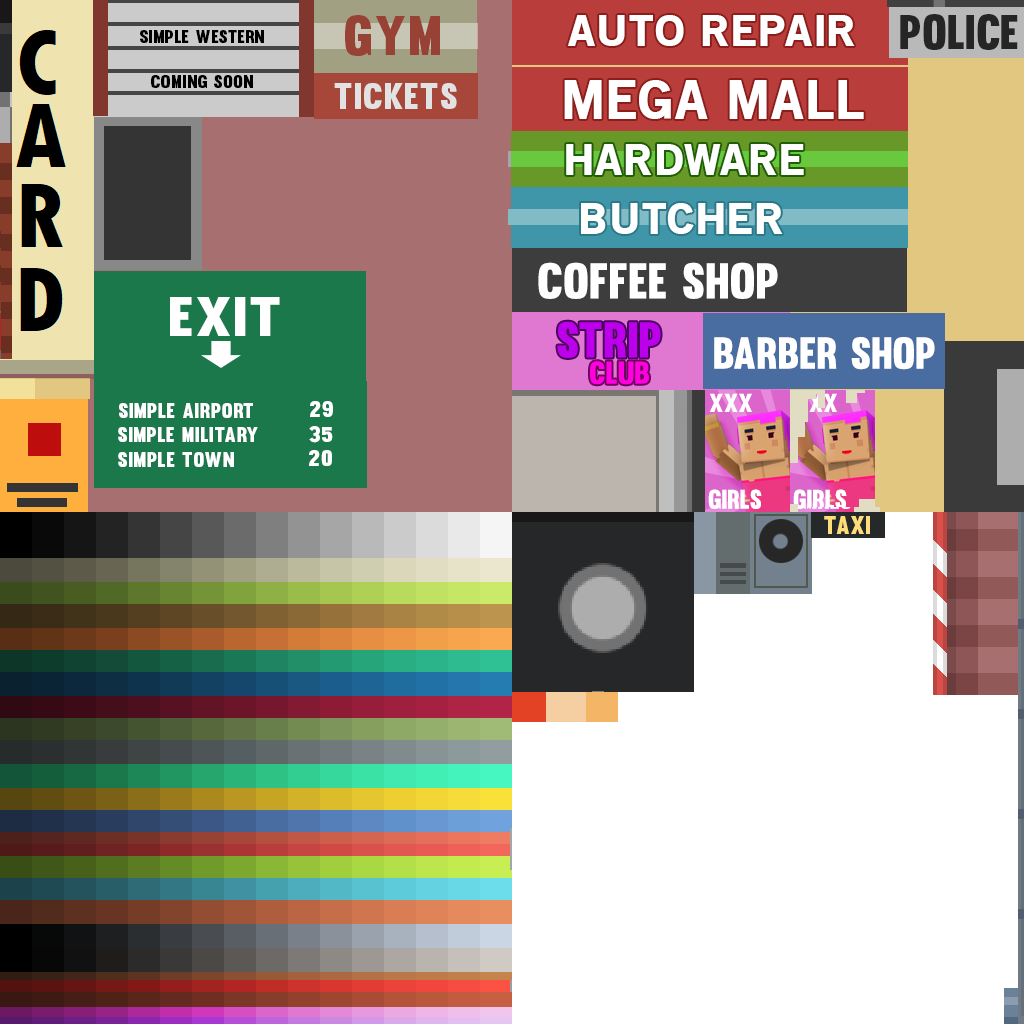 CARD
SIMPLE WESTERN
COMING SOON
GYM
TICKETS
EXIT
SIMPLE AIRPORT 29
SIMPLE MILITARY 35
SIMPLE TOWN 20
AUTO REPAIR
POLICE
MEGA MALL
HARDWARE
BUTCHER
COFFEE SHOP
STRIP
CLUB
BARBER SHOP
XXX
GIRLS
XX
GIRLS
TAXI